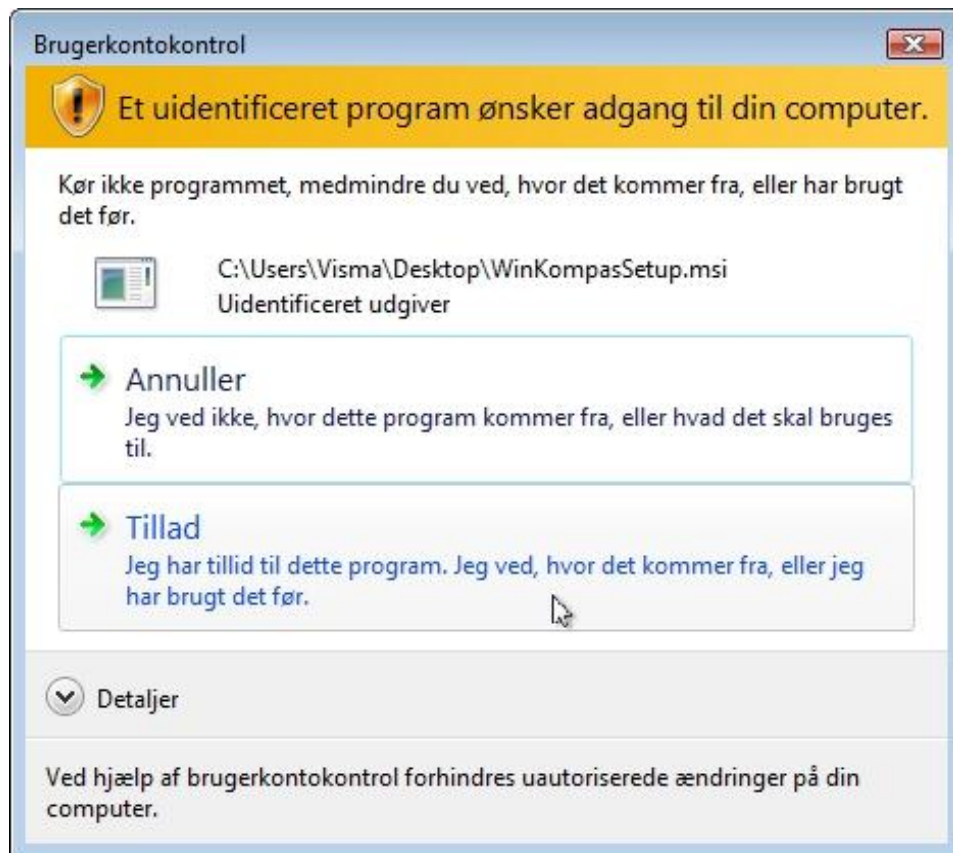 Brugerkontokontrol
Et uidentificeret program ønsker adgang til din computer.
Kør ikke programmet, medmindre du ved, hvor det kommer fra, eller har brugt
det før.
C:\Users\Visma\Desktop\WinKompasSetup.msi
Uidentificeret udgiver
Annuller
Jeg ved ikke, hvor dette program kommer fra, eller hvad det skal bruges
til.
Tillad
Jeg har tillid til dette program. Jeg ved, hvor det kommer fra, eller jeg
har brugt det før.
Detaljer
Ved hjælp af brugerkontokontrol forhindres uautoriserede ændringer på din
computer.